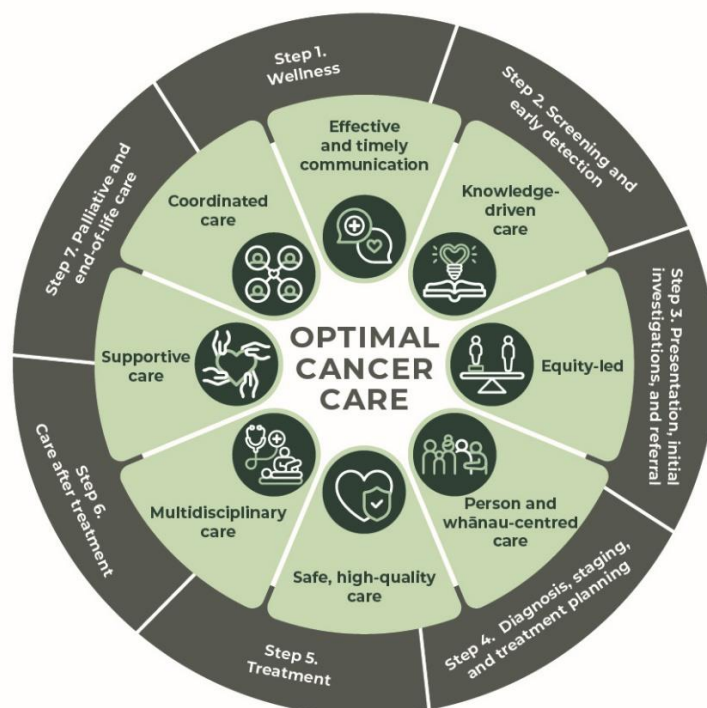 Step 1.
Wellness
Step 2. Screening and
early detection
Step 3. Presentation, initial
investigations, and referral
Step 4. Diagnosis, staging,
and treatment planning
Step 5.
Treatment
Step 6.
Care after treatment
Step 7. Palliative and
end-of-life care
Effective
and timely
communication
Knowledge-
driven
care
Equity-led
Person and
whānau-centred
care
Safe, high-quality
care
Multidisciplinary
care
Supportive
care
Coordinated
care
OPTIMAL
CANCER
CARE